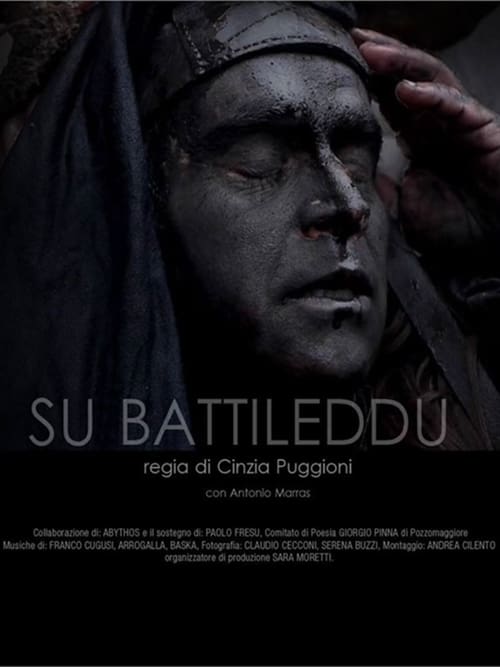 SU BATTILEDDU
regia di Cinzia Puggioni
con Antonio Marras
Collaborazione di: ABYTHOS e il sostegno di: PAOLO FRESU, Comitato di Poesia GIORGIO PINNA di Pozzomaggiore
Musiche di: FRANCO CUGUSI, ARROGALLA, BASKA, Fotografia: CLAUDIO CECCONI, SERENA BUZZI, Montaggio: ANDREA CILENTO
organizzatore di produzione SARA MORETTI.